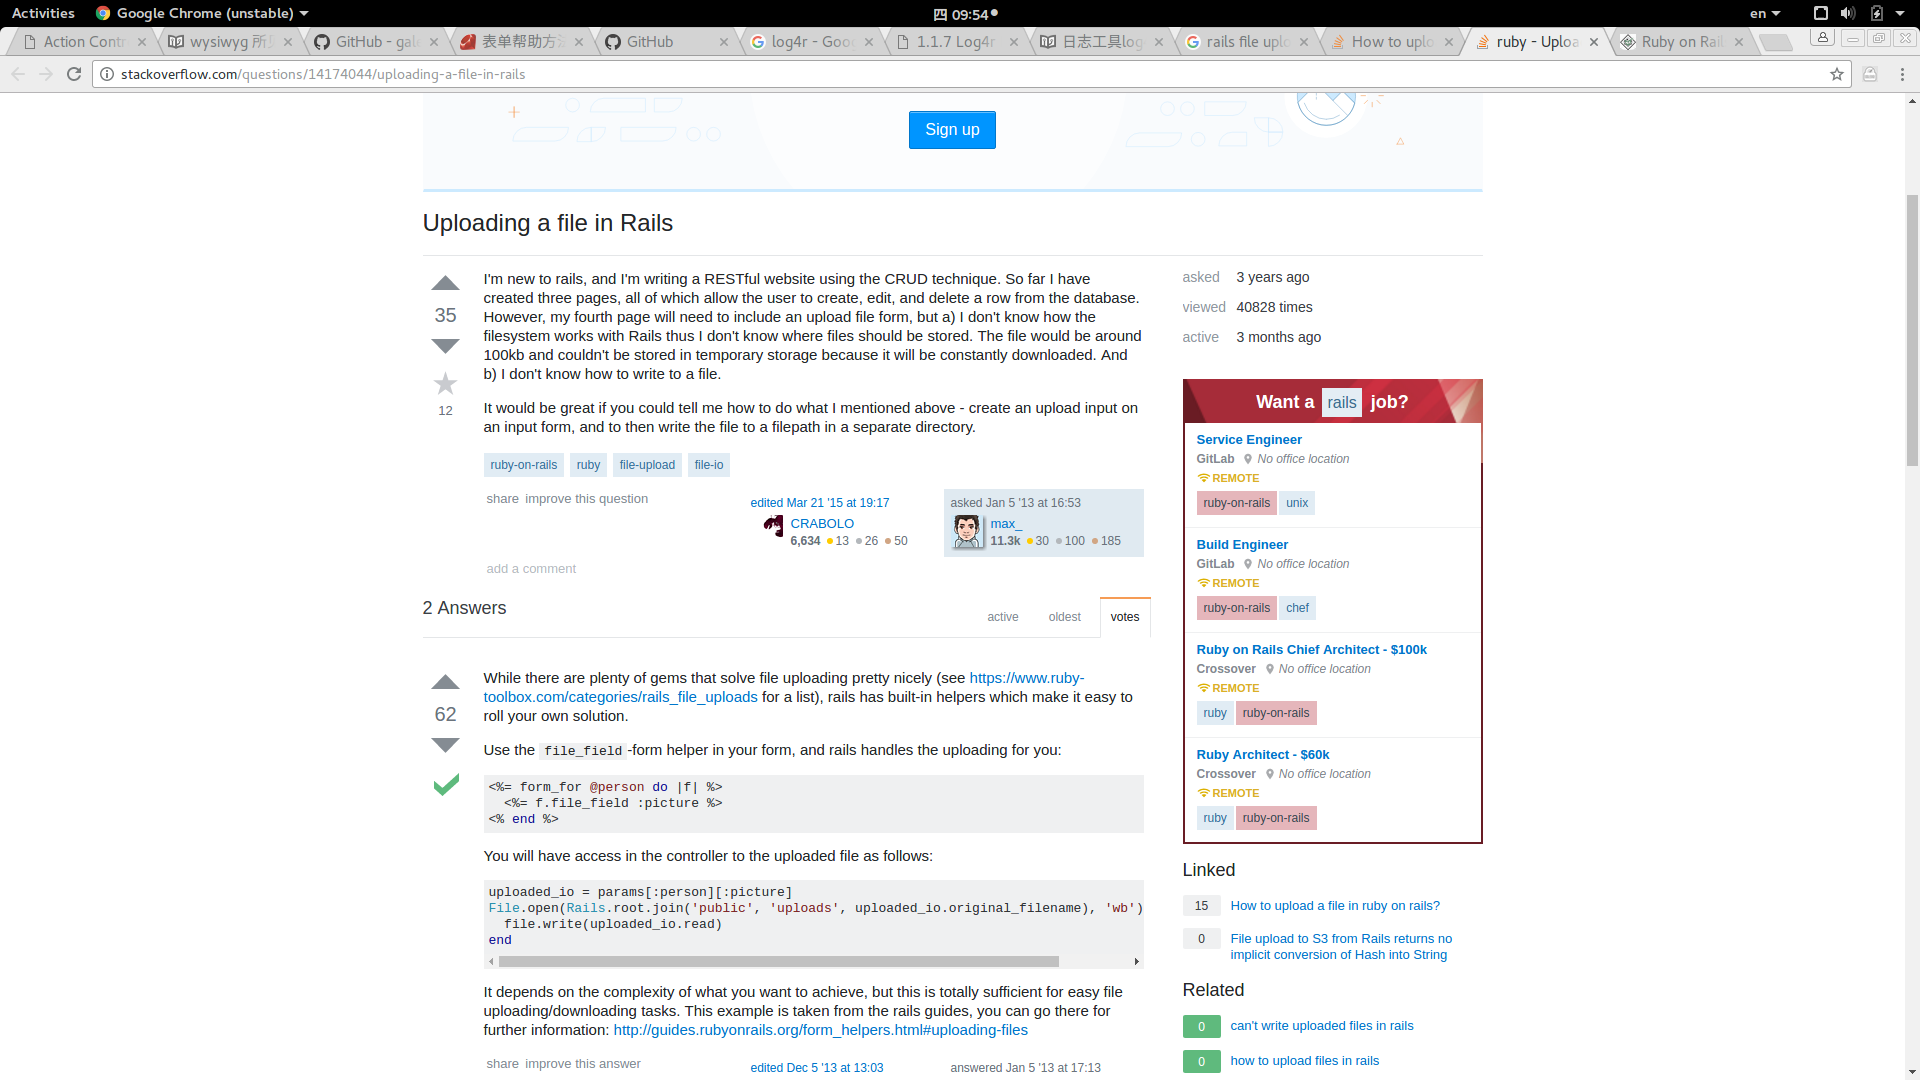 Activities Google Chrome (unstable) 四 09:54 en
Action Contr wysiwyg 所 GitHub - gale 表单帮助方 GitHub log4r - Goo 1.1.7 Log4r 日志工具log rails file uplo How to uplo ruby - Uploa Ruby on Rail
stackoverflow.com/questions/14174044/uploading-a-file-in-rails
Sign up
Uploading a file in Rails
35
12
I'm new to rails, and I'm writing a RESTful website using the CRUD technique. So far I have
created three pages, all of which allow the user to create, edit, and delete a row from the database.
However, my fourth page will need to include an upload file form, but a) I don't know how the
filesystem works with Rails thus I don't know where files should be stored. The file would be around
100kb and couldn't be stored in temporary storage because it will be constantly downloaded. And
b) I don't know how to write to a file.
It would be great if you could tell me how to do what I mentioned above - create an upload input on
an input form, and to then write the file to a filepath in a separate directory.
ruby-on-rails ruby file-upload file-io
share improve this question
edited Mar 21 '15 at 19:17
CRABOLO
6,634 13 26 50
asked Jan 5 '13 at 16:53
max_
11.3k 30 100 185
add a comment
2 Answers
active oldest votes
62
While there are plenty of gems that solve file uploading pretty nicely (see https://www.ruby-
toolbox.com/categories/rails_file_uploads for a list), rails has built-in helpers which make it easy to
roll your own solution.
Use the file_field-form helper in your form, and rails handles the uploading for you:
<%= form_for @person do |f| %>
<%= f.file_field :picture %>
<% end %>
You will have access in the controller to the uploaded file as follows:
uploaded_io = params[:person][:picture]
File.open(Rails.root.join('public', 'uploads', uploaded_io.original_filename), 'wb')
file.write(uploaded_io.read)
end
It depends on the complexity of what you want to achieve, but this is totally sufficient for easy file
uploading/downloading tasks. This example is taken from the rails guides, you can go there for
further information: http://guides.rubyonrails.org/form_helpers.html#uploading-files
share improve this answer
edited Dec 5 '13 at 13:03
answered Jan 5 '13 at 17:13
asked 3 years ago
viewed 40828 times
active 3 months ago
Want a rails job?
Service Engineer
GitLab No office location
REMOTE
ruby-on-rails unix
Build Engineer
GitLab No office location
REMOTE
ruby-on-rails chef
Ruby on Rails Chief Architect - $100k
Crossover No office location
REMOTE
ruby ruby-on-rails
Ruby Architect - $60k
Crossover No office location
REMOTE
ruby ruby-on-rails
Linked
15 How to upload a file in ruby on rails?
0 File upload to S3 from Rails returns no
implicit conversion of Hash into String
Related
0 can't write uploaded files in rails
0 how to upload files in rails